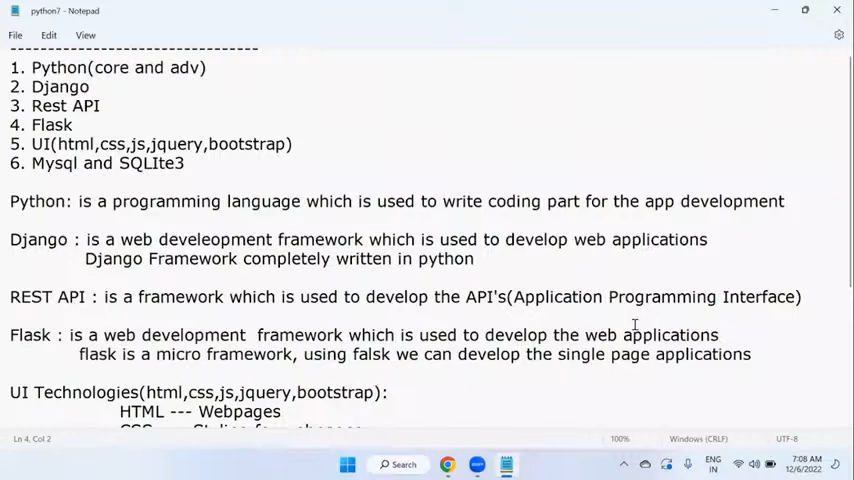 python7 - Notepad
File Edit View
--------------------------------
1. Python(core and adv)
2. Django
3. Rest API
4. Flask
5. UI(html,css,js,jquery,bootstrap)
6. Mysql and SQLIte3
Python: is a programming language which is used to write coding part for the app development
Django : is a web develeopment framework which is used to develop web applications
Django Framework completely written in python
REST API : is a framework which is used to develop the API's(Application Programming Interface)
Flask : is a web development framework which is used to develop the web applications
flask is a micro framework, using falsk we can develop the single page applications
UI Technologies(html,css,js,jquery,bootstrap):
HTML --- Webpages
Ln 4, Col 2 100% Windows (CRLF) UTF-8
Search ENG IN 7:08 AM 12/6/2022